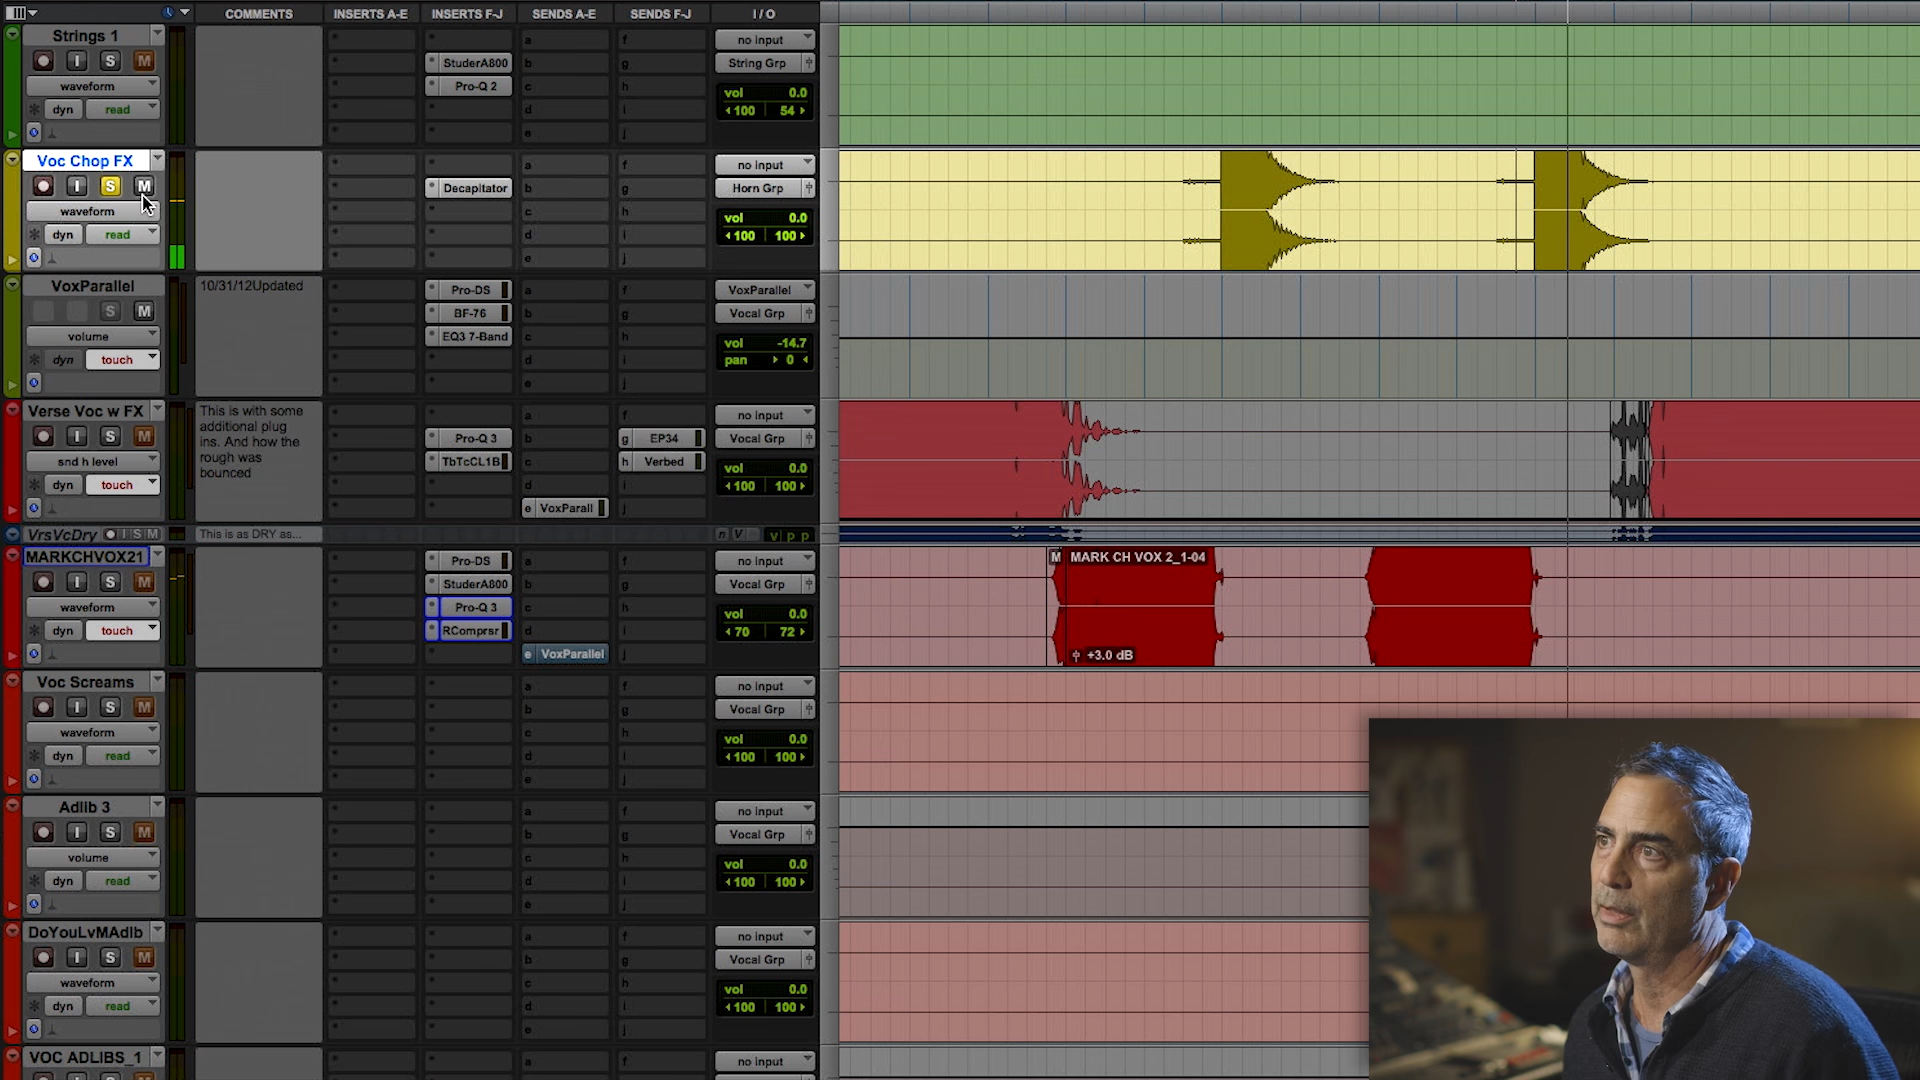 COMMENTS INSERTS A-E INSERTS F-J SENDS A-E SENDS F-J I / O
Strings 1 a f no input
I S M StuderA800 b g String Grp
waveform Pro-Q 2 c h vol 0.0
dyn read d i 100 54
e j
Voc Chop FX a f no input
I S M Decapitator b g Horn Grp
waveform c h vol 0.0
dyn read d i 100 100
e j
VoxParallel 10/31/12Updated Pro-DS a f VoxParallel
S M BF-76 b g Vocal Grp
volume EQ3 7-Band c h vol -14.7
dyn touch d i pan 0
e j
Verse Voc w FX This is with some a f no input
I S M additional plug Pro-Q 3 b g EP34 Vocal Grp
waveform ins. And how the
snd h level rough was TbTcCL1B c h Verbed vol 0.0
dyn touch bounced d i 100 100
e VoxParall j
VrsVcDry I S M This is as DRY as... n V v p p
MARKCHVOX21 Pro-DS a f no input M MARK CH VOX 2_1-04
I S M StuderA800 b g Vocal Grp
waveform Pro-Q 3 c h vol 0.0
dyn touch RComprsr d i 70 72
e VoxParallel j +3.0 dB
Voc Screams a f no input
I S M b g Vocal Grp
waveform c h vol 0.0
dyn read d i 100 100
e j
Adlib 3 a f no input
I S M b g Vocal Grp
volume c h vol 0.0
dyn read d i 100 100
e j
DoYouLvMAdlb a f no input
I S M b g Vocal Grp
waveform c h vol 0.0
dyn read d i 100 100
e j
VOC ADLIBS_1 a f no input